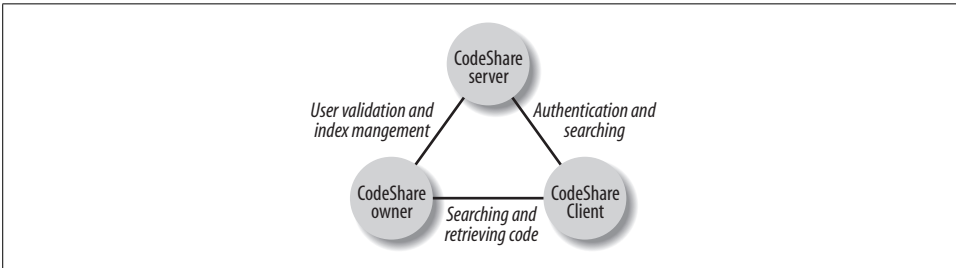 CodeShare
server
User validation and
index mangement
Authentication and
searching
CodeShare
owner
Searching and
retrieving code
CodeShare
Client